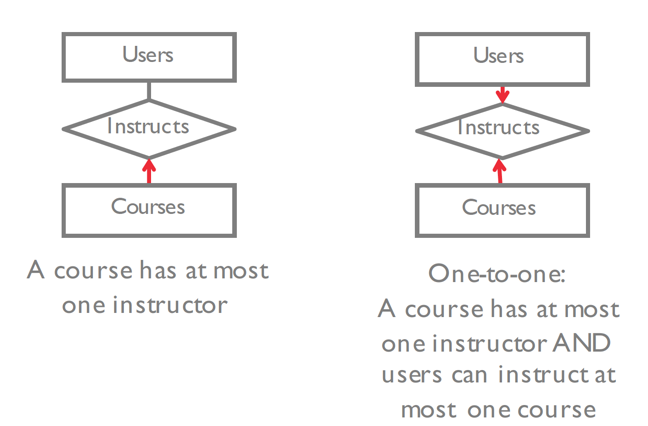 Users
Instructs
Courses
A course has at most
one instructor
Users
Instructs
Courses
One-to-one:
A course has at most
one instructor AND
users can instruct at
most one course